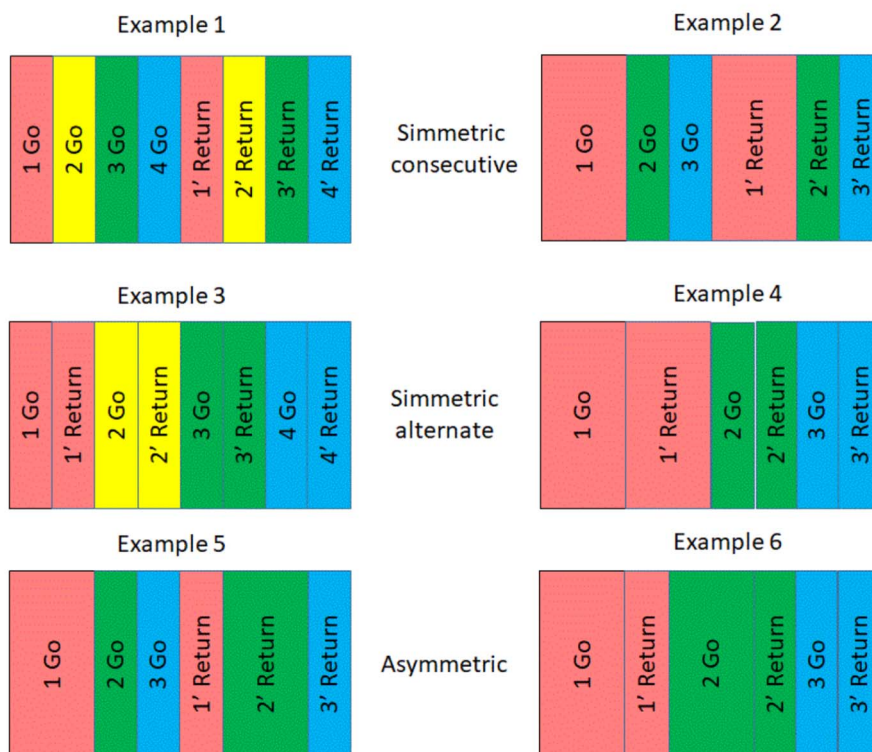 Example 1
1 Go
2 Go
3 Go
4 Go
1’ Return
2’ Return
3’ Return
4’ Return
Simmetric
consecutive
Example 2
1 Go
2 Go
3 Go
1’ Return
2’ Return
3’ Return
Example 3
1 Go
1’ Return
2 Go
2’ Return
3 Go
3’ Return
4 Go
4’ Return
Simmetric
alternate
Example 4
1 Go
1’ Return
2 Go
2’ Return
3 Go
3’ Return
Example 5
1 Go
2 Go
3 Go
1’ Return
2’ Return
3’ Return
Asymmetric
Example 6
1 Go
1’ Return
2 Go
2’ Return
3 Go
3’ Return